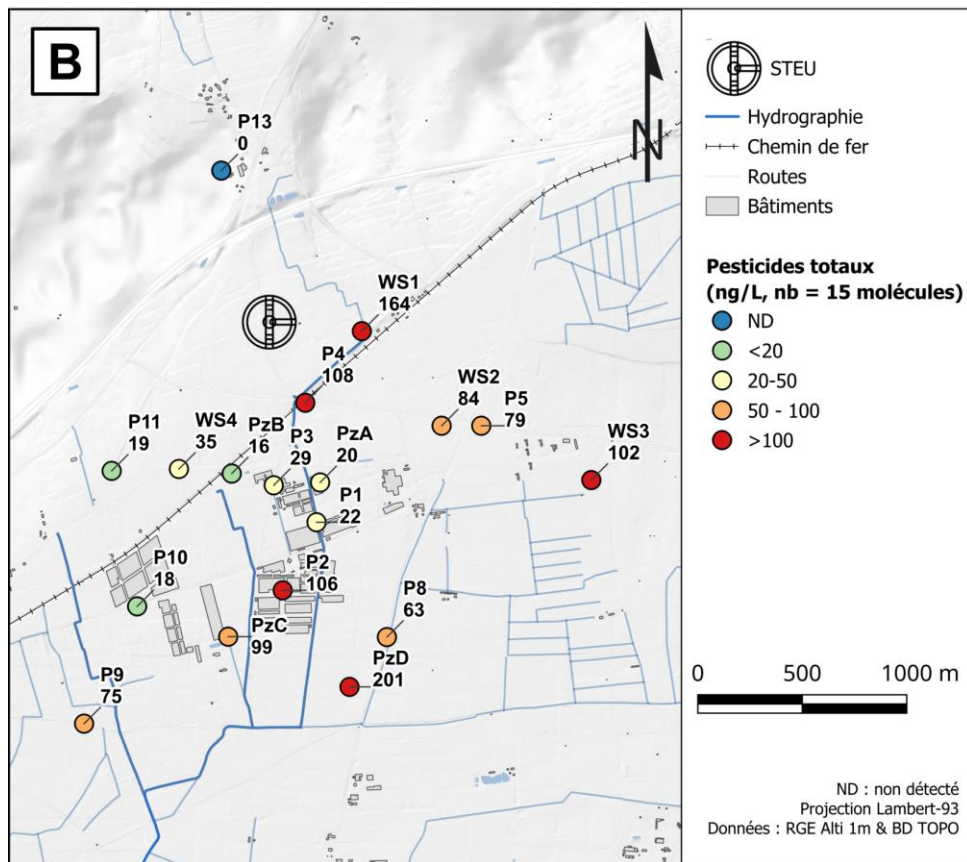 B
P13
0
WS1
164
P4
108
WS2
84
P5
79
WS3
102
P11
19
WS4
35
PzB
16
P3
29
PzA
20
P1
22
P10
18
P2
106
P8
63
PzC
99
PzD
201
P9
75
N
STEU
Hydrographie
Chemin de fer
Routes
Bâtiments
Pesticides totaux
(ng/L, nb = 15 molécules)
ND
<20
20-50
50 - 100
>100
0 500 1000 m
ND : non détecté
Projection Lambert-93
Données : RGE Alti 1m & BD TOPO